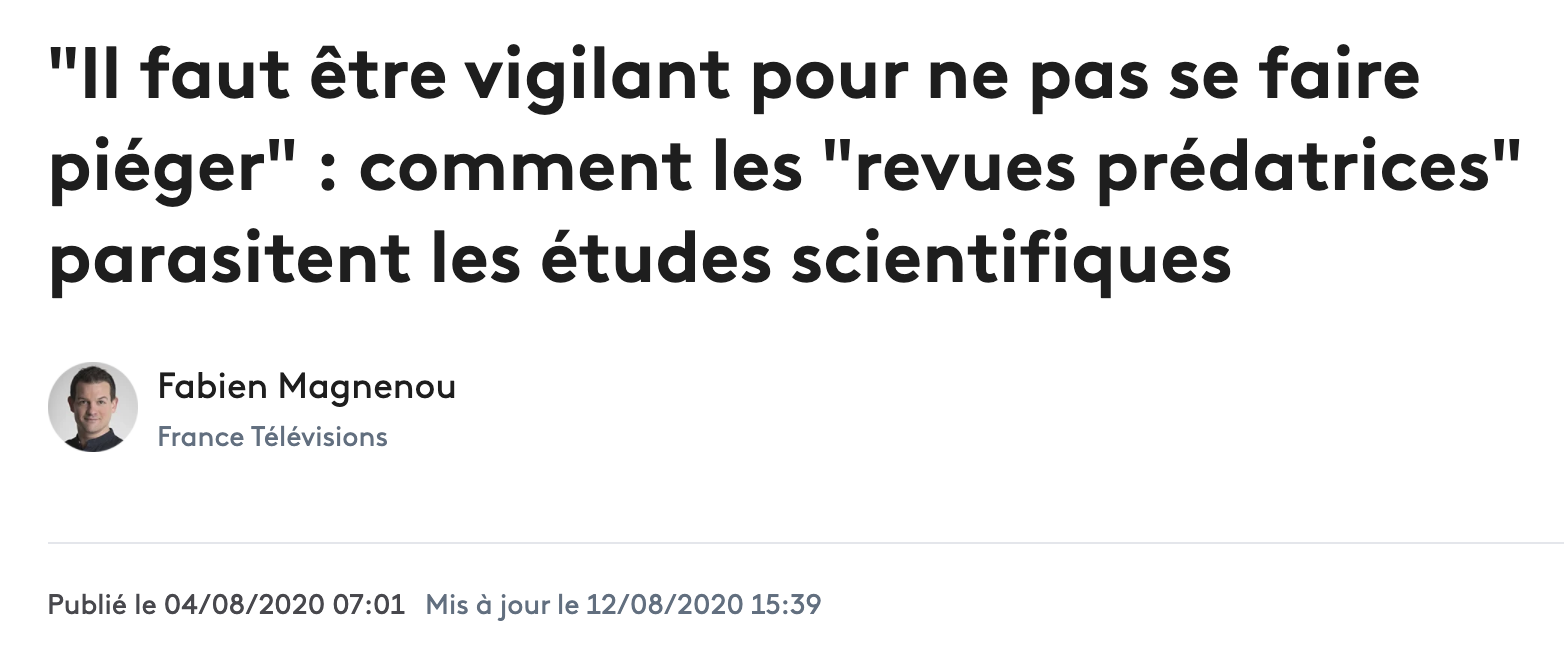 "Il faut être vigilant pour ne pas se faire
piéger" : comment les "revues prédatrices"
parasitent les études scientifiques
Fabien Magnenou
France Télévisions
Publié le 04/08/2020 07:01 Mis à jour le 12/08/2020 15:39